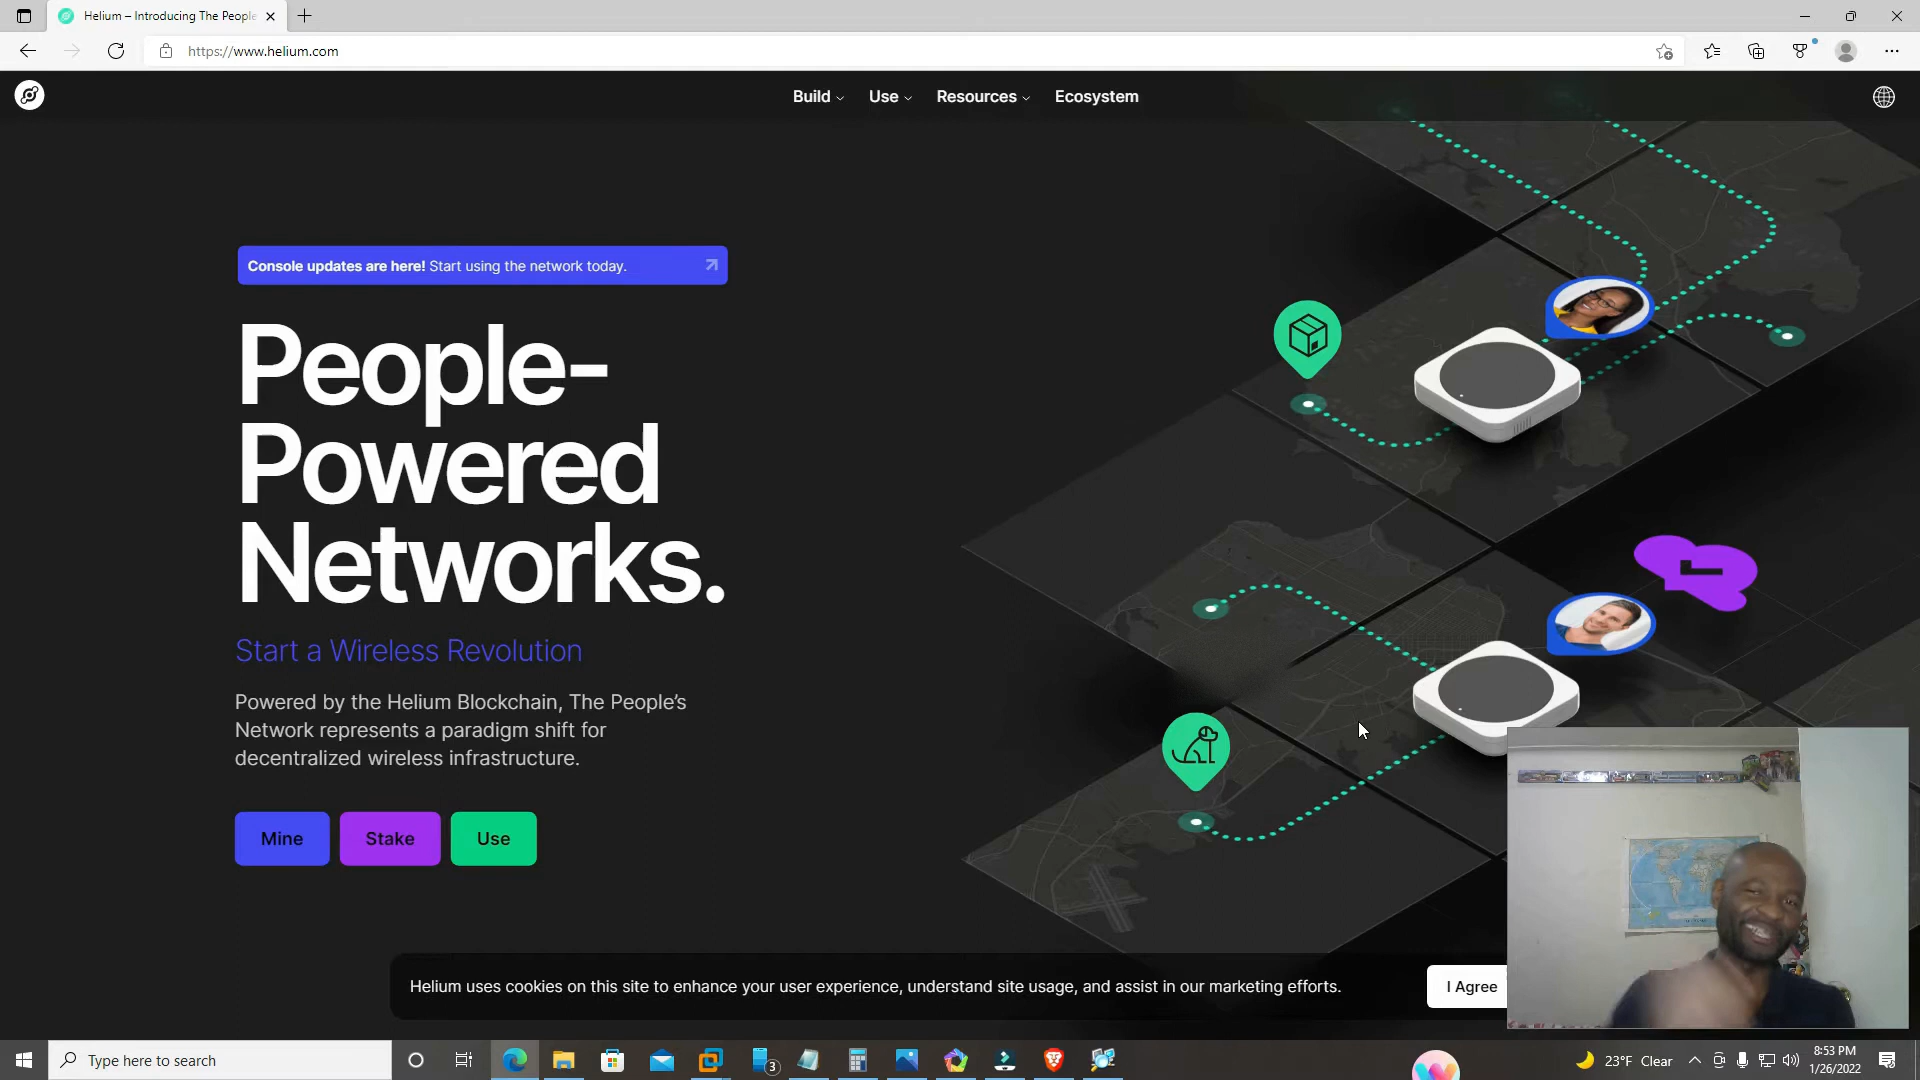 Helium – Introducing The People
https://www.helium.com
Build
Use
Resources
Ecosystem
Console updates are here! Start using the network today.
People-
Powered
Networks.
Start a Wireless Revolution
Powered by the Helium Blockchain, The People’s
Network represents a paradigm shift for
decentralized wireless infrastructure.
Mine
Stake
Use
Helium uses cookies on this site to enhance your user experience, understand site usage, and assist in our marketing efforts.
I Agree
Type here to search
3
23°F Clear
8:53 PM
1/26/2022